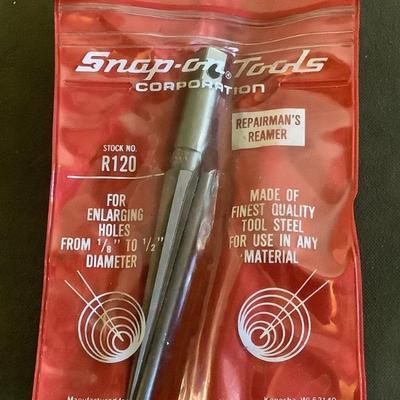 Snap-on® Tools
CORPORATION
REPAIRMAN'S
REAMER
STOCK NO.
R120
FOR
ENLARGING
HOLES
FROM 1/8" TO 1/2"
DIAMETER
MADE OF
FINEST QUALITY
TOOL STEEL
FOR USE IN ANY
MATERIAL
Manufactured